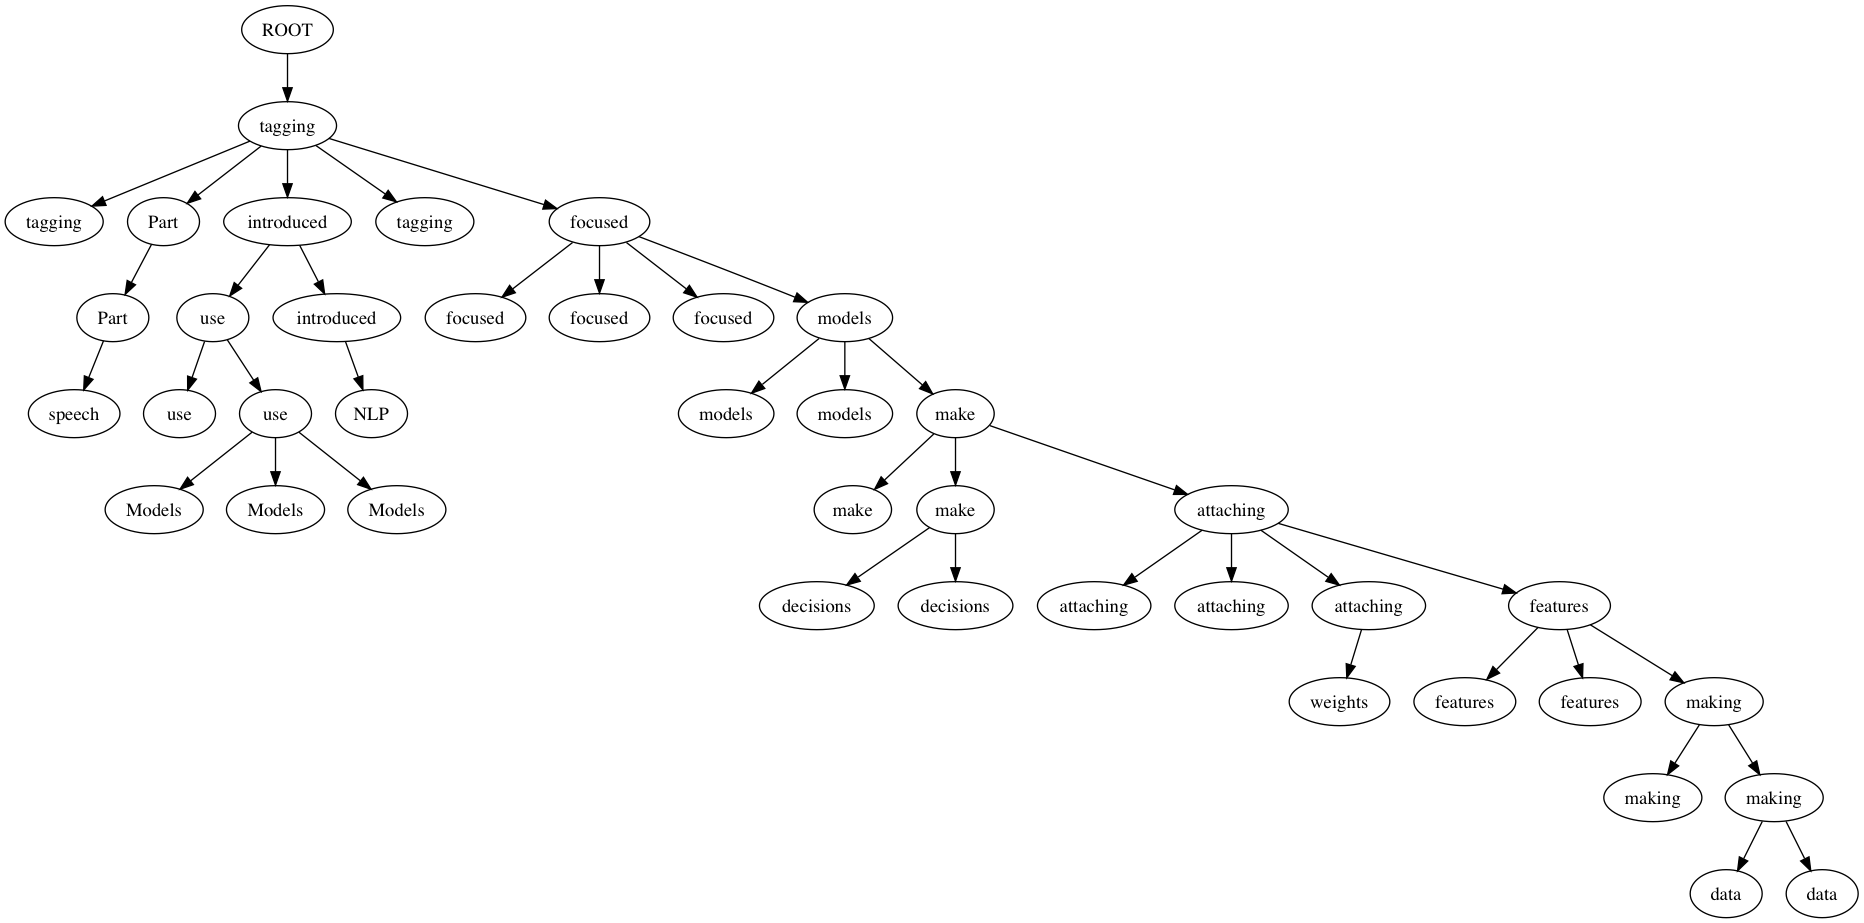 ROOT
tagging
tagging Part introduced tagging focused
Part use introduced focused focused focused models
speech use use NLP models models make
Models Models Models make make attaching
decisions decisions attaching attaching attaching features
weights features features making
making making
data data